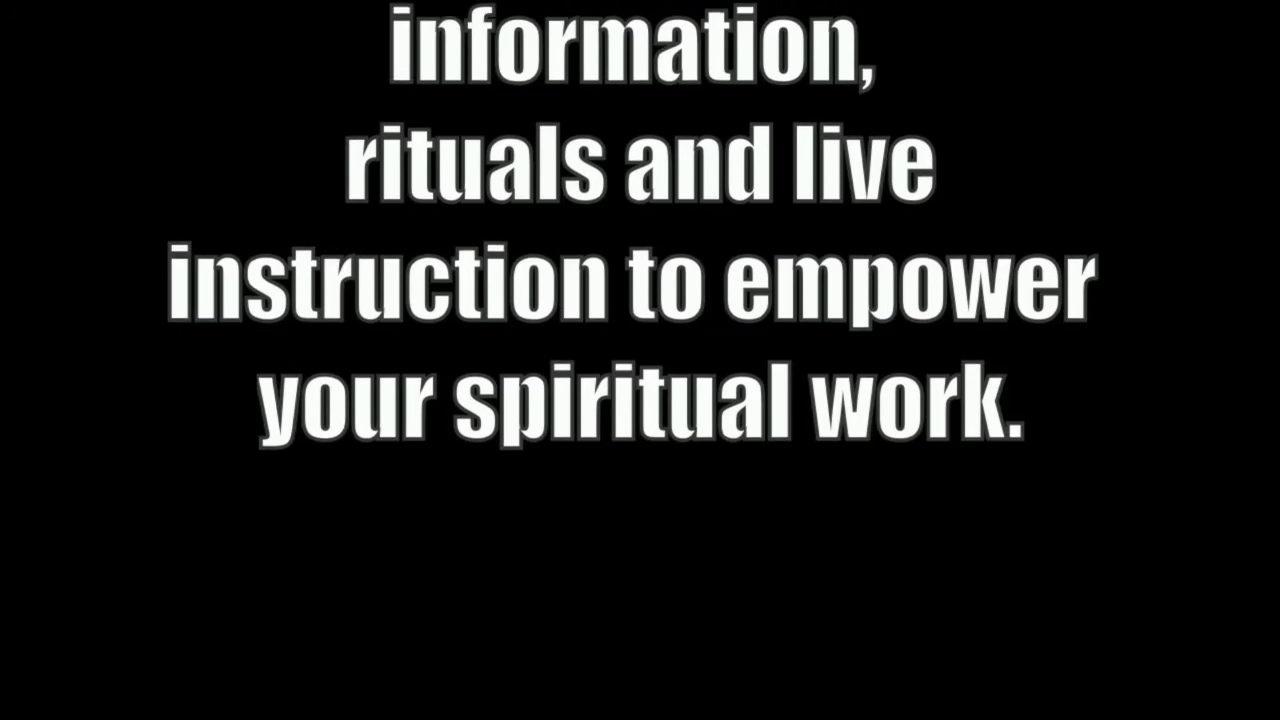 information,
rituals and live
instruction to empower
your spiritual work.